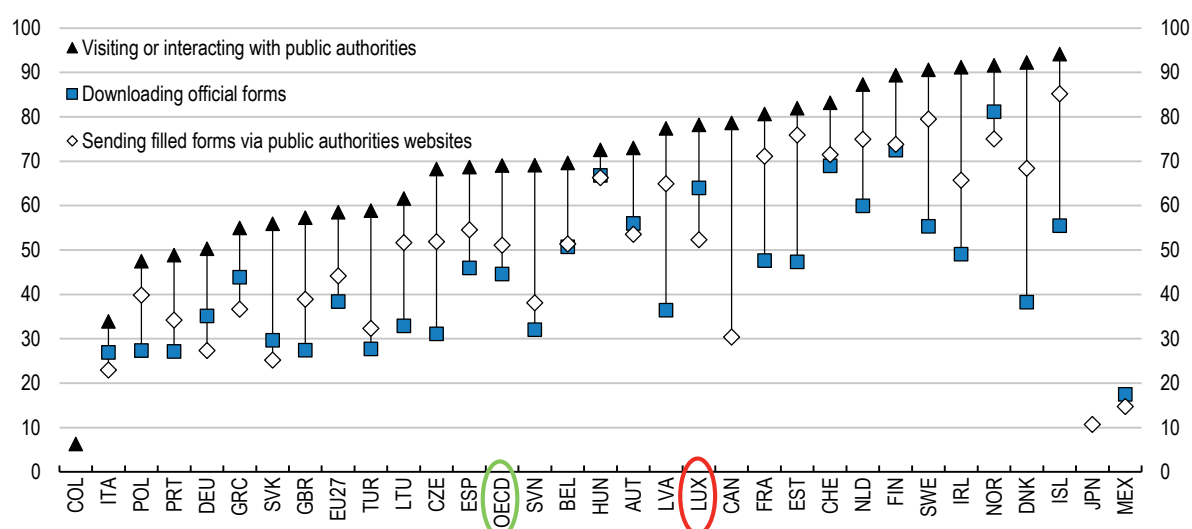 100 100
Visiting or interacting with public authorities
90 90
Downloading official forms
80 80
Sending filled forms via public authorities websites
70 70
60 60
50 50
40 40
30 30
20 20
10 10
0 0
COL ITA POL PRT DEU GRC SVK GBR EU27 TUR LTU CZE ESP OECD SVN BEL HUN AUT LVA LUX CAN FRA EST CHE NLD FIN SWE IRL NOR DNK ISL JPN MEX